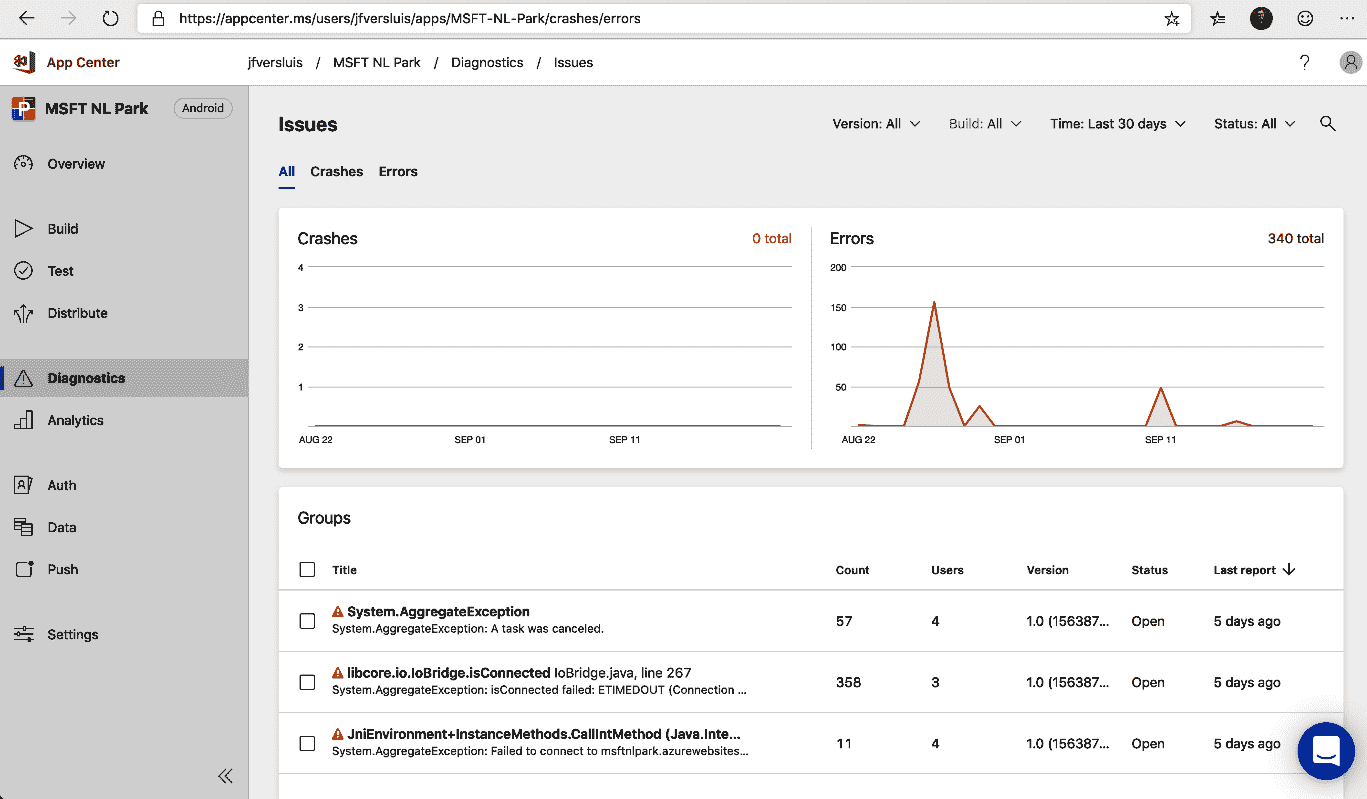 https://appcenter.ms/users/jfversluis/apps/MSFT-NL-Park/crashes/errors
App Center
jfversluis / MSFT NL Park / Diagnostics / Issues
?
MSFT NL Park Android
Overview
Build
Test
Distribute
Diagnostics
Analytics
Auth
Data
Push
Settings
Issues
Version: All Build: All Time: Last 30 days Status: All
All Crashes Errors
Crashes 0 total
4
3
2
1
AUG 22 SEP 01 SEP 11
Errors 340 total
200
150
100
50
AUG 22 SEP 01 SEP 11
Groups
Title Count Users Version Status Last report
System.AggregateException
System.AggregateException: A task was canceled.
57 4 1.0 (156387... Open 5 days ago
libcore.io.IoBridge.isConnected IoBridge.java, line 267
System.AggregateException: isConnected failed: ETIMEDOUT (Connection ...
358 3 1.0 (156387... Open 5 days ago
JniEnvironment+InstanceMethods.CallIntMethod (Java.Inte...
System.AggregateException: Failed to connect to msftnlpark.azurewebsites...
11 4 1.0 (156387... Open 5 days ago